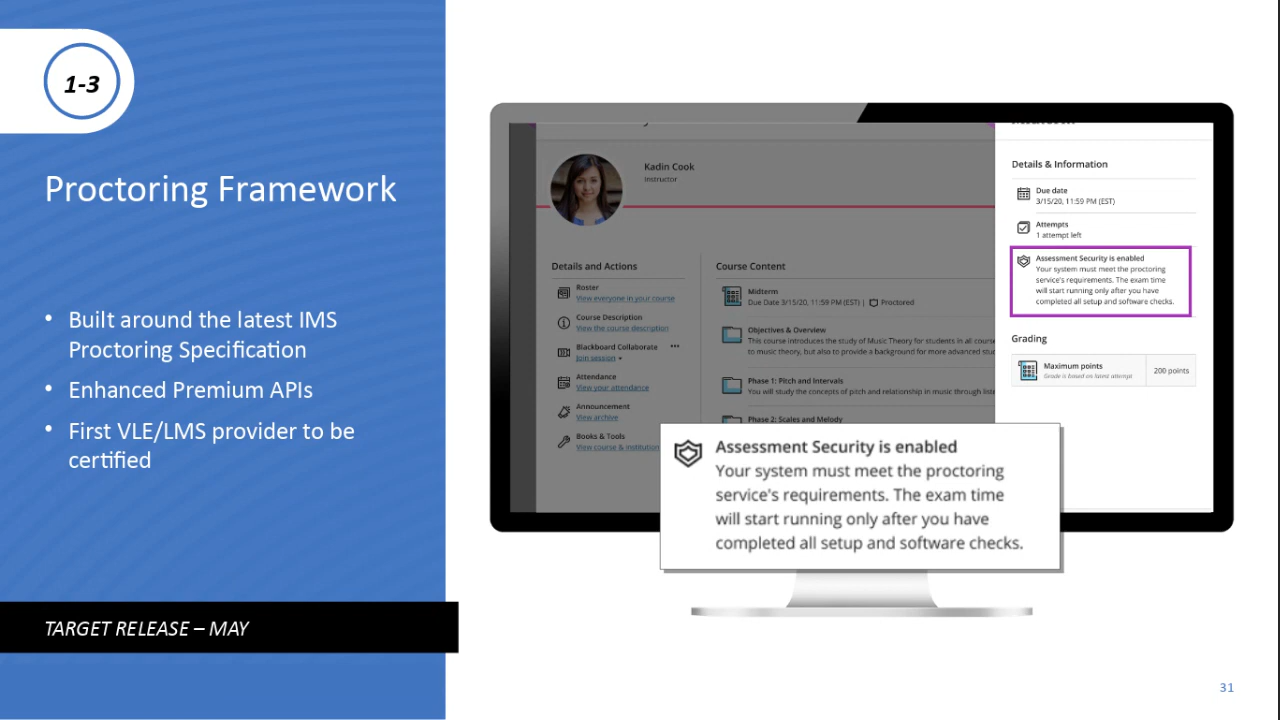 1-3
Proctoring Framework
• Built around the latest IMS
Proctoring Specification
• Enhanced Premium APIs
• First VLE/LMS provider to be
certified
TARGET RELEASE – MAY
Kadin Cook
Instructor
Details and Actions
Roster
View everyone in your course
Course Description
View the course description
Blackboard Collaborate
Join session
Attendance
View your attendance
Announcement
View archive
Books & Tools
View course & institution
Course Content
Midterm
Due Date 3/15/20, 11:59 PM (EST) | Proctored
Objectives & Overview
This course introduces the study of Music Theory for students in all course
to music theory, but also to provide a background for more advanced stu
Phase 1: Pitch and Intervals
You will study the concepts of pitch and relationship in music through liste
Phase 2: Scales and Melody
Details & Information
Due date
3/15/20, 11:59 PM (EST)
Attempts
1 attempt left
Assessment Security is enabled
Your system must meet the proctoring
service's requirements. The exam time
will start running only after you have
completed all setup and software checks.
Grading
Maximum points
Grade is based on latest attempt
200 points
Assessment Security is enabled
Your system must meet the proctoring
service's requirements. The exam time
will start running only after you have
completed all setup and software checks.
31